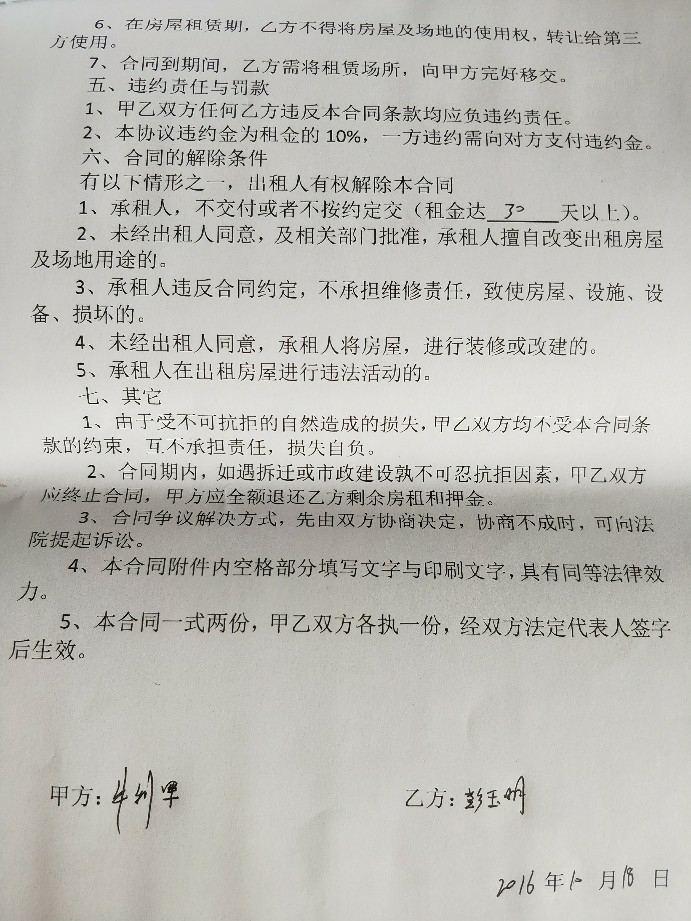 6、在房屋租赁期，乙方不得将房屋及场地的使用权，转让给第三
方使用。
7、合同到期间，乙方需将租赁场所，向甲方完好移交。
五、违约责任与罚款
1、甲乙双方任何乙方违反本合同条款均应负违约责任。
2、本协议违约金为租金的10%，一方违约需向对方支付违约金。
六、合同的解除条件
有以下情形之一，出租人有权解除本合同
1、承租人，不交付或者不按约定交（租金达 30 天以上）。
2、未经出租人同意，及相关部门批准，承租人擅自改变出租房屋
及场地用途的。
3、承租人违反合同约定，不承担维修责任，致使房屋、设施、设
备、损坏的。
4、未经出租人同意，承租人将房屋，进行装修或改建的。
5、承租人在出租房屋进行违法活动的。
七、其它
1、由于受不可抗拒的自然造成的损失，甲乙双方均不受本合同条
款的约束，互不承担责任，损失自负。
2、合同期内，如遇拆迁或市政建设孰不可忍抗拒因素，甲乙双方
应终止合同，甲方应全额退还乙方剩余房租和押金。
3、合同争议解决方式，先由双方协商决定，协商不成时，可向法
院提起诉讼。
4、本合同附件内空格部分填写文字与印刷文字，具有同等法律效
力。
5、本合同一式两份，甲乙双方各执一份，经双方法定代表人签字
后生效。
甲方： 乙方：彭玉明
2016年10月18日